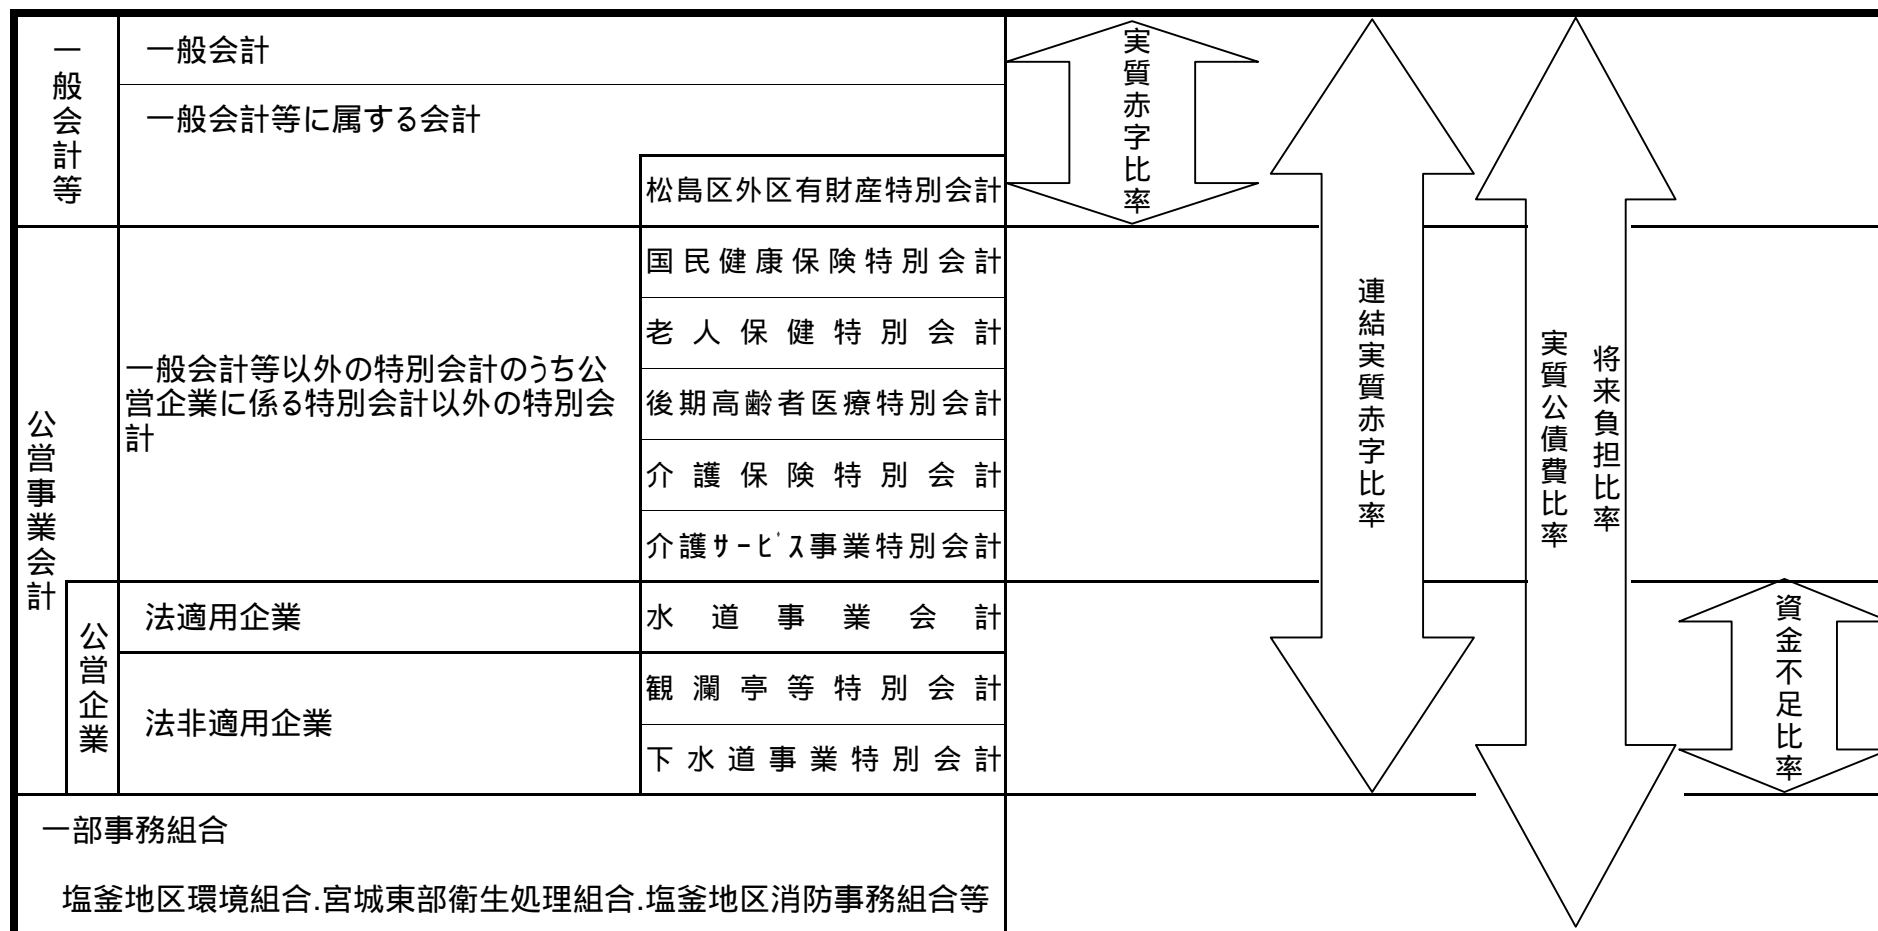 一般会計等
一般会計
一般会計等に属する会計
松島区外区有財産特別会計
公営事業会計
一般会計等以外の特別会計のうち公
営企業に係る特別会計以外の特別会
計
国民健康保険特別会計
老人保健特別会計
後期高齢者医療特別会計
介護保険特別会計
介護ｻｰﾋﾞｽ事業特別会計
公営企業
法適用企業
水道事業会計
法非適用企業
観瀾亭等特別会計
下水道事業特別会計
一部事務組合
塩釜地区環境組合.宮城東部衛生処理組合.塩釜地区消防事務組合等
実質赤字比率
連結実質赤字比率
実質公債費比率
将来負担比率
資金不足比率